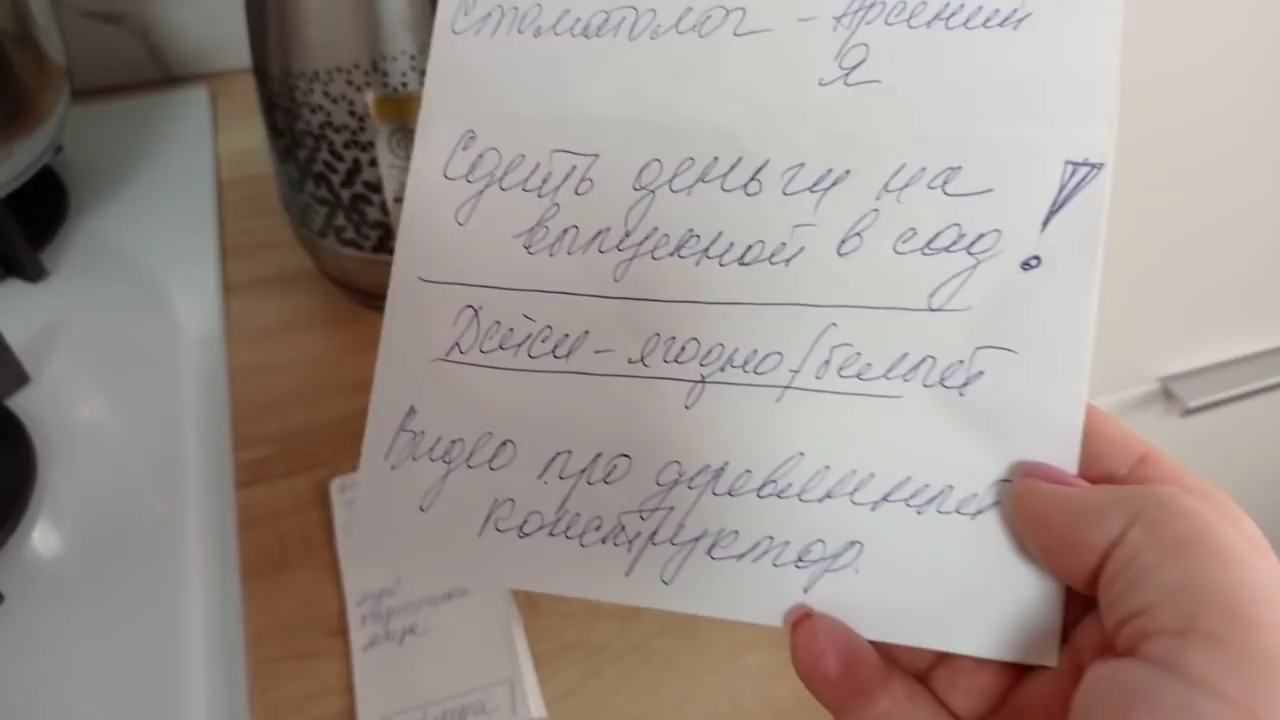 Стоматолог - Арсений
Я
Сдать деньги на
выпускной в сад!
Дейси - ягодно/белый
Видео про деревянный
конструктор.